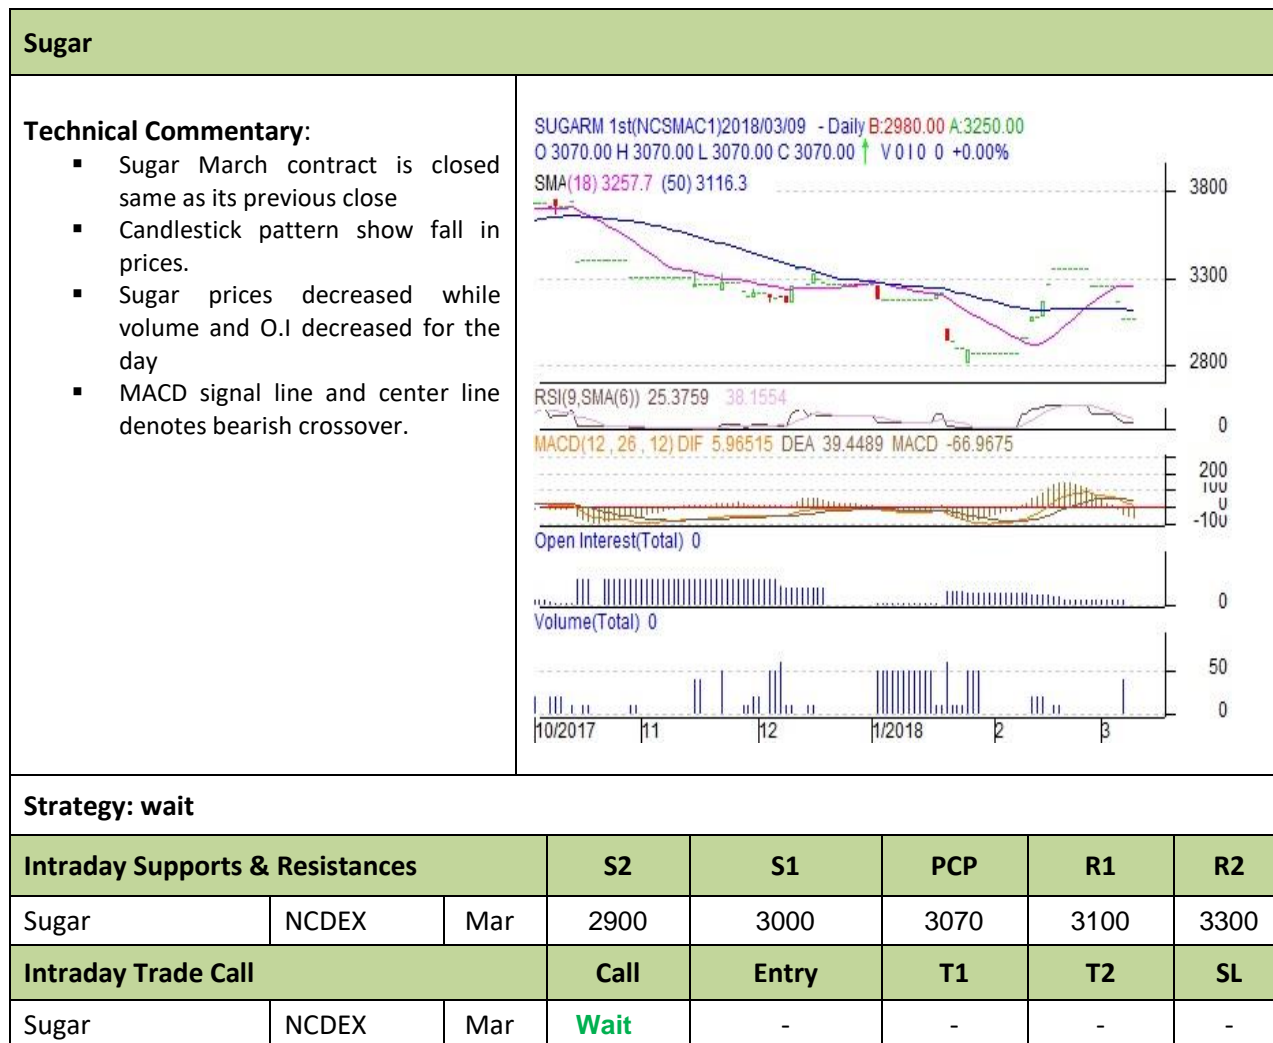 Sugar
Technical Commentary:
▪ Sugar March contract is closed
same as its previous close
▪ Candlestick pattern show fall in
prices.
▪ Sugar prices decreased while
volume and O.I decreased for the
day
▪ MACD signal line and center line
denotes bearish crossover.
SUGARM 1st(NCSMAC1)2018/03/09 - Daily B:2980.00 A:3250.00
O 3070.00 H 3070.00 L 3070.00 C 3070.00 ↑ V 0 I 0 0 +0.00%
SMA(18) 3257.7 (50) 3116.3
3800
3300
2800
RSI(9,SMA(6)) 25.3759 38.1554
0
MACD(12 , 26 , 12) DIF 5.96515 DEA 39.4489 MACD -66.9675
200
100
0
-100
Open Interest(Total) 0
0
Volume(Total) 0
50
0
10/2017 11 12 1/2018 2 3
Strategy: wait
Intraday Supports & Resistances S2 S1 PCP R1 R2
Sugar NCDEX Mar 2900 3000 3070 3100 3300
Intraday Trade Call Call Entry T1 T2 SL
Sugar NCDEX Mar Wait - - - -